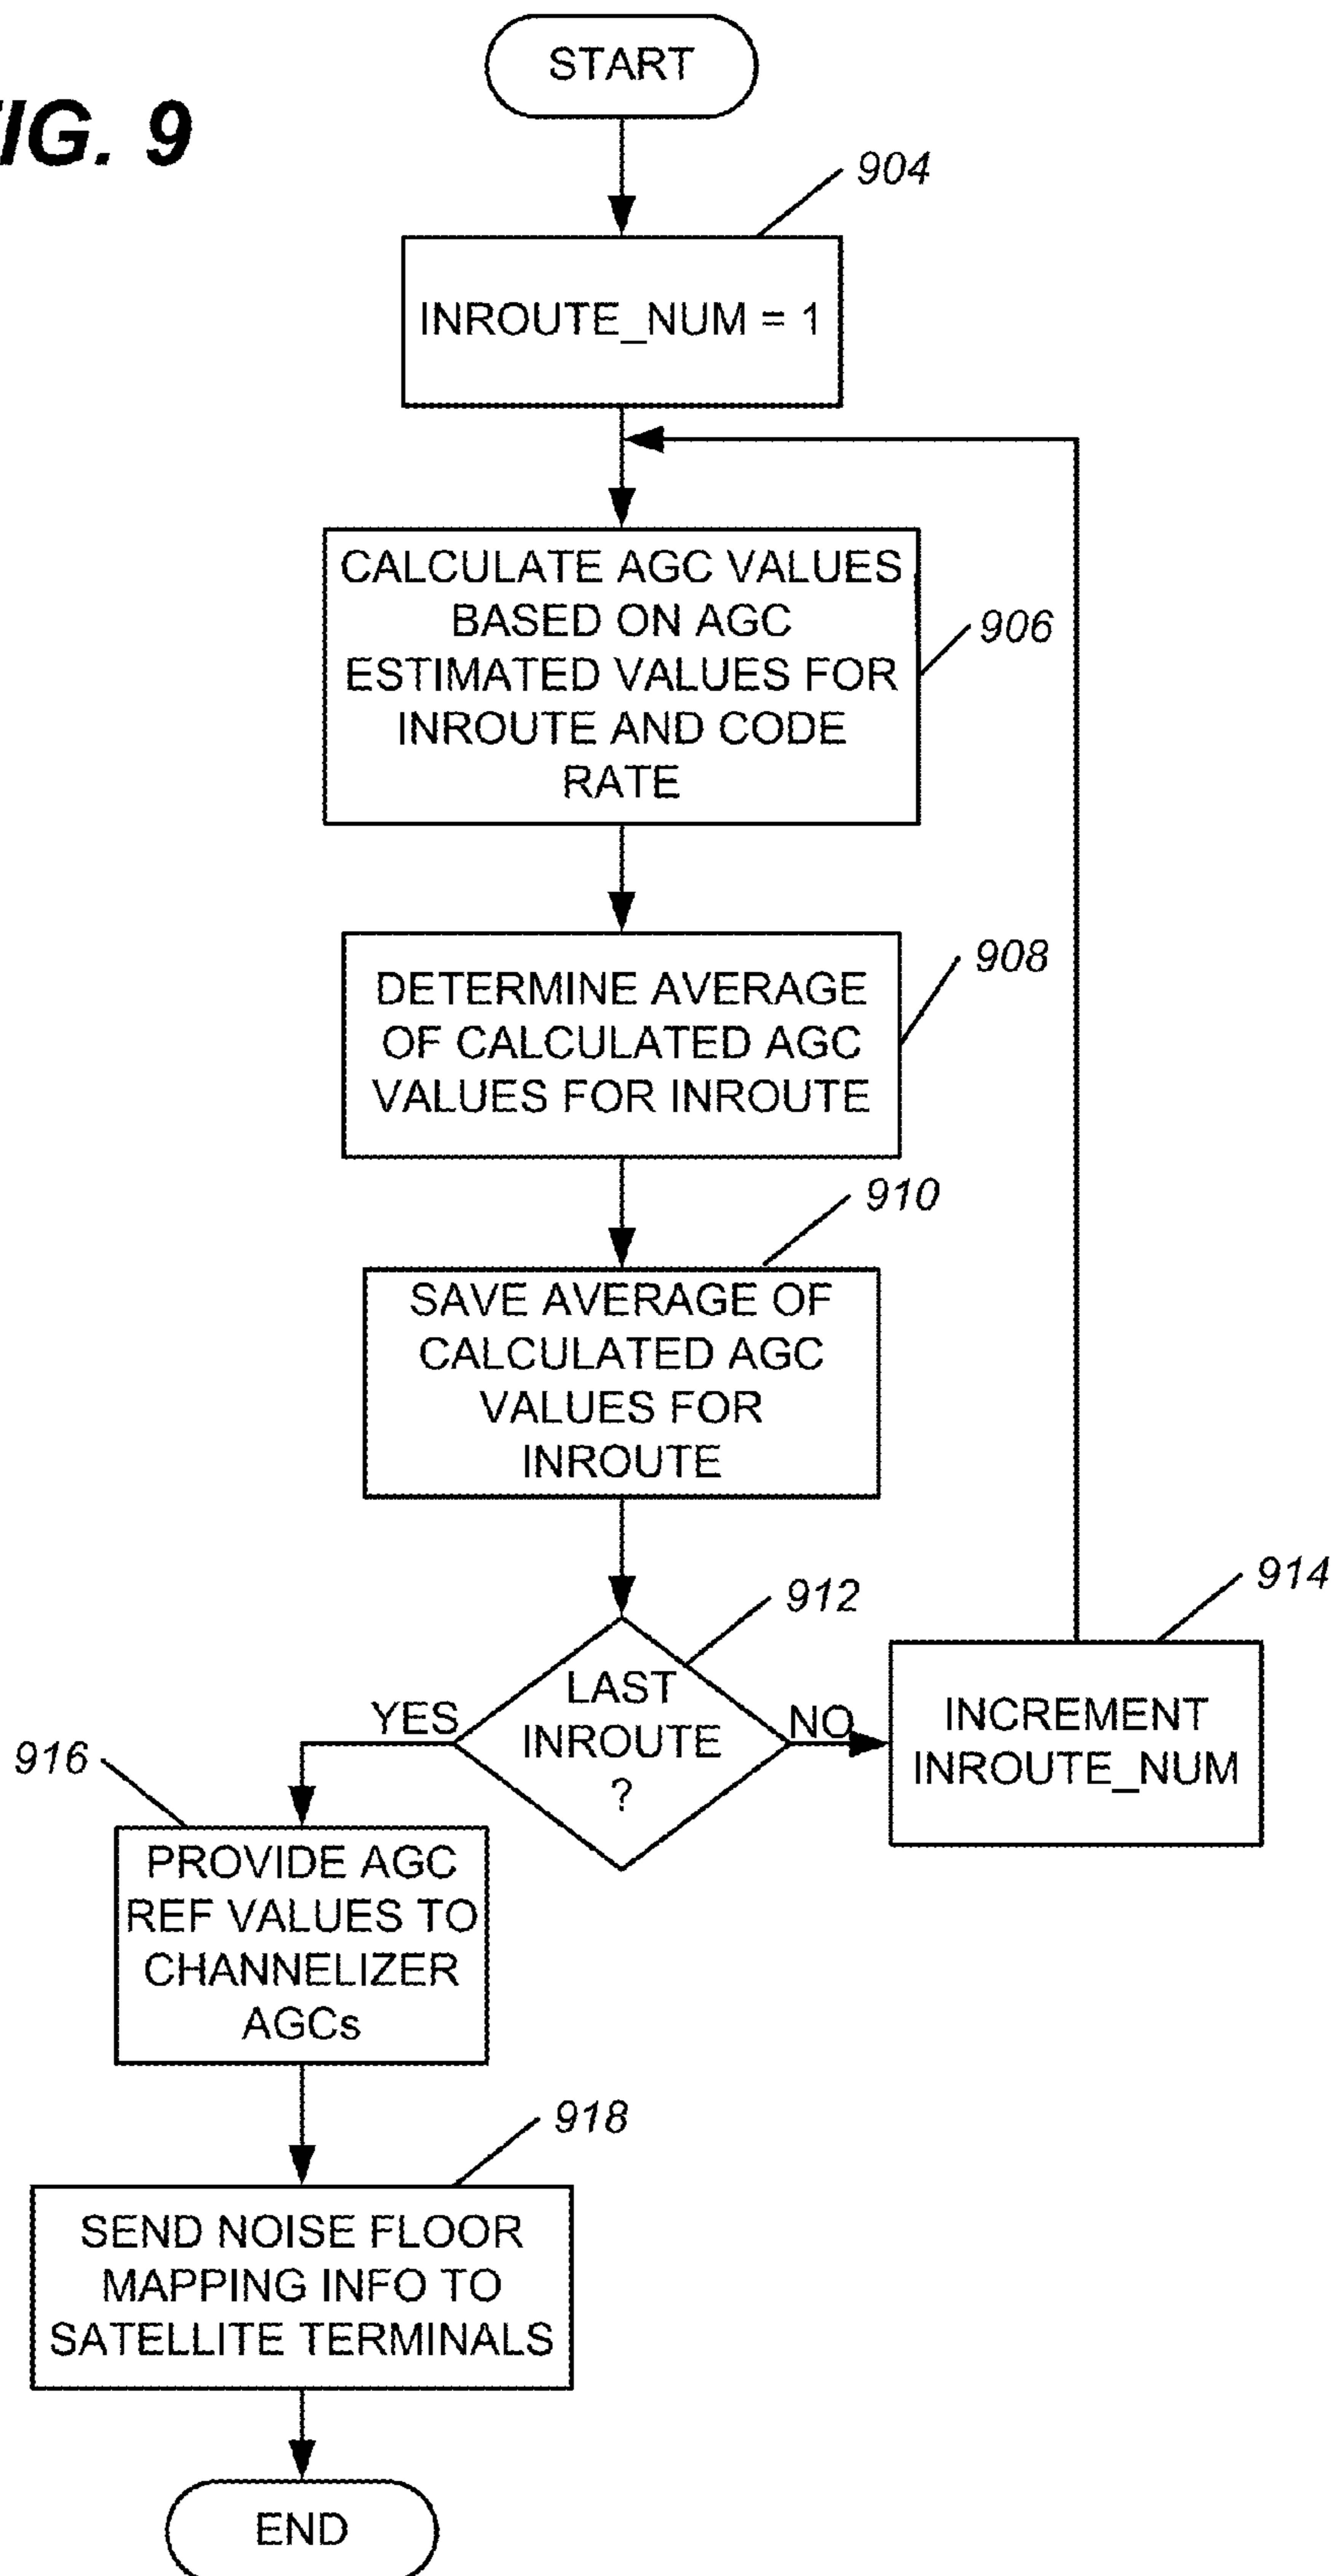 START
FIG. 9
904
INROUTE_NUM = 1
CALCULATE AGC VALUES
BASED ON AGC
ESTIMATED VALUES FOR
INROUTE AND CODE
RATE
906
DETERMINE AVERAGE
OF CALCULATED AGC
VALUES FOR INROUTE
908
910
SAVE AVERAGE OF
CALCULATED AGC
VALUES FOR
INROUTE
912
914
LAST
INROUTE
?
YES
NO
INCREMENT
INROUTE_NUM
916
PROVIDE AGC
REF VALUES TO
CHANNELIZER
AGCs
918
SEND NOISE FLOOR
MAPPING INFO TO
SATELLITE TERMINALS
END